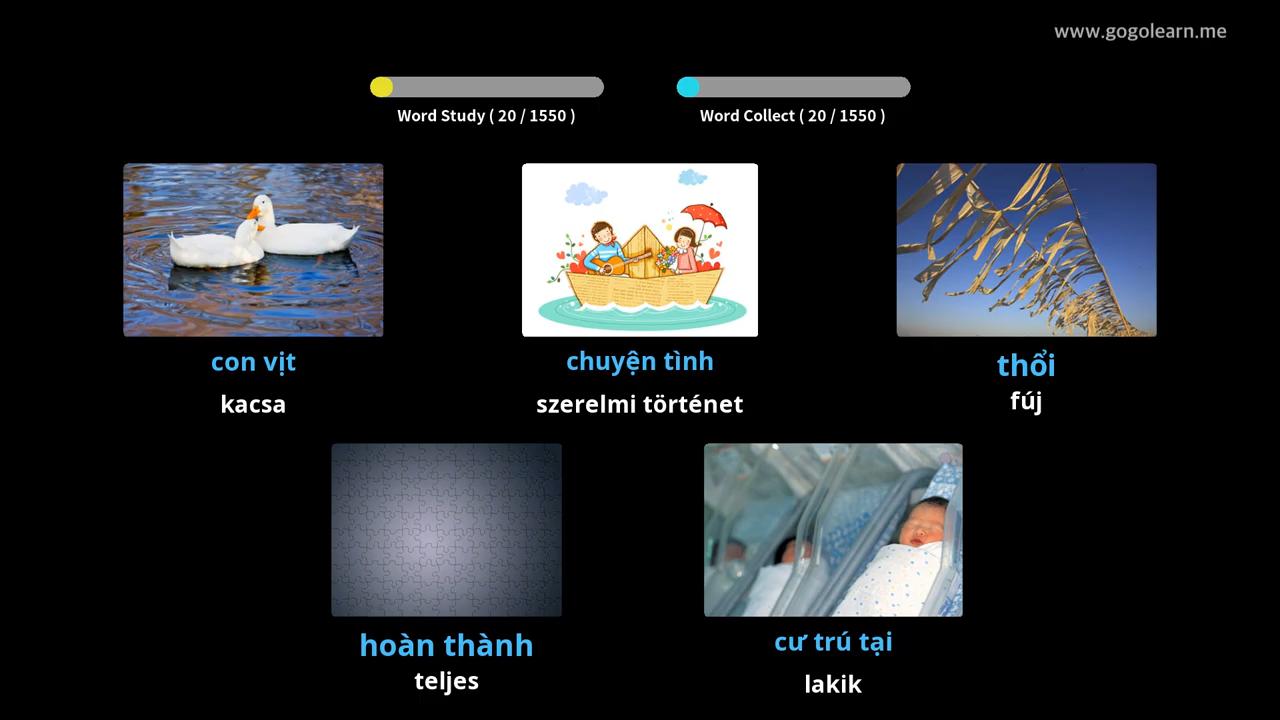 www.gogolearn.me
Word Study ( 20 / 1550 )
Word Collect ( 20 / 1550 )
con vịt
kacsa
chuyện tình
szerelmi történet
thổi
fúj
hoàn thành
teljes
cư trú tại
lakik